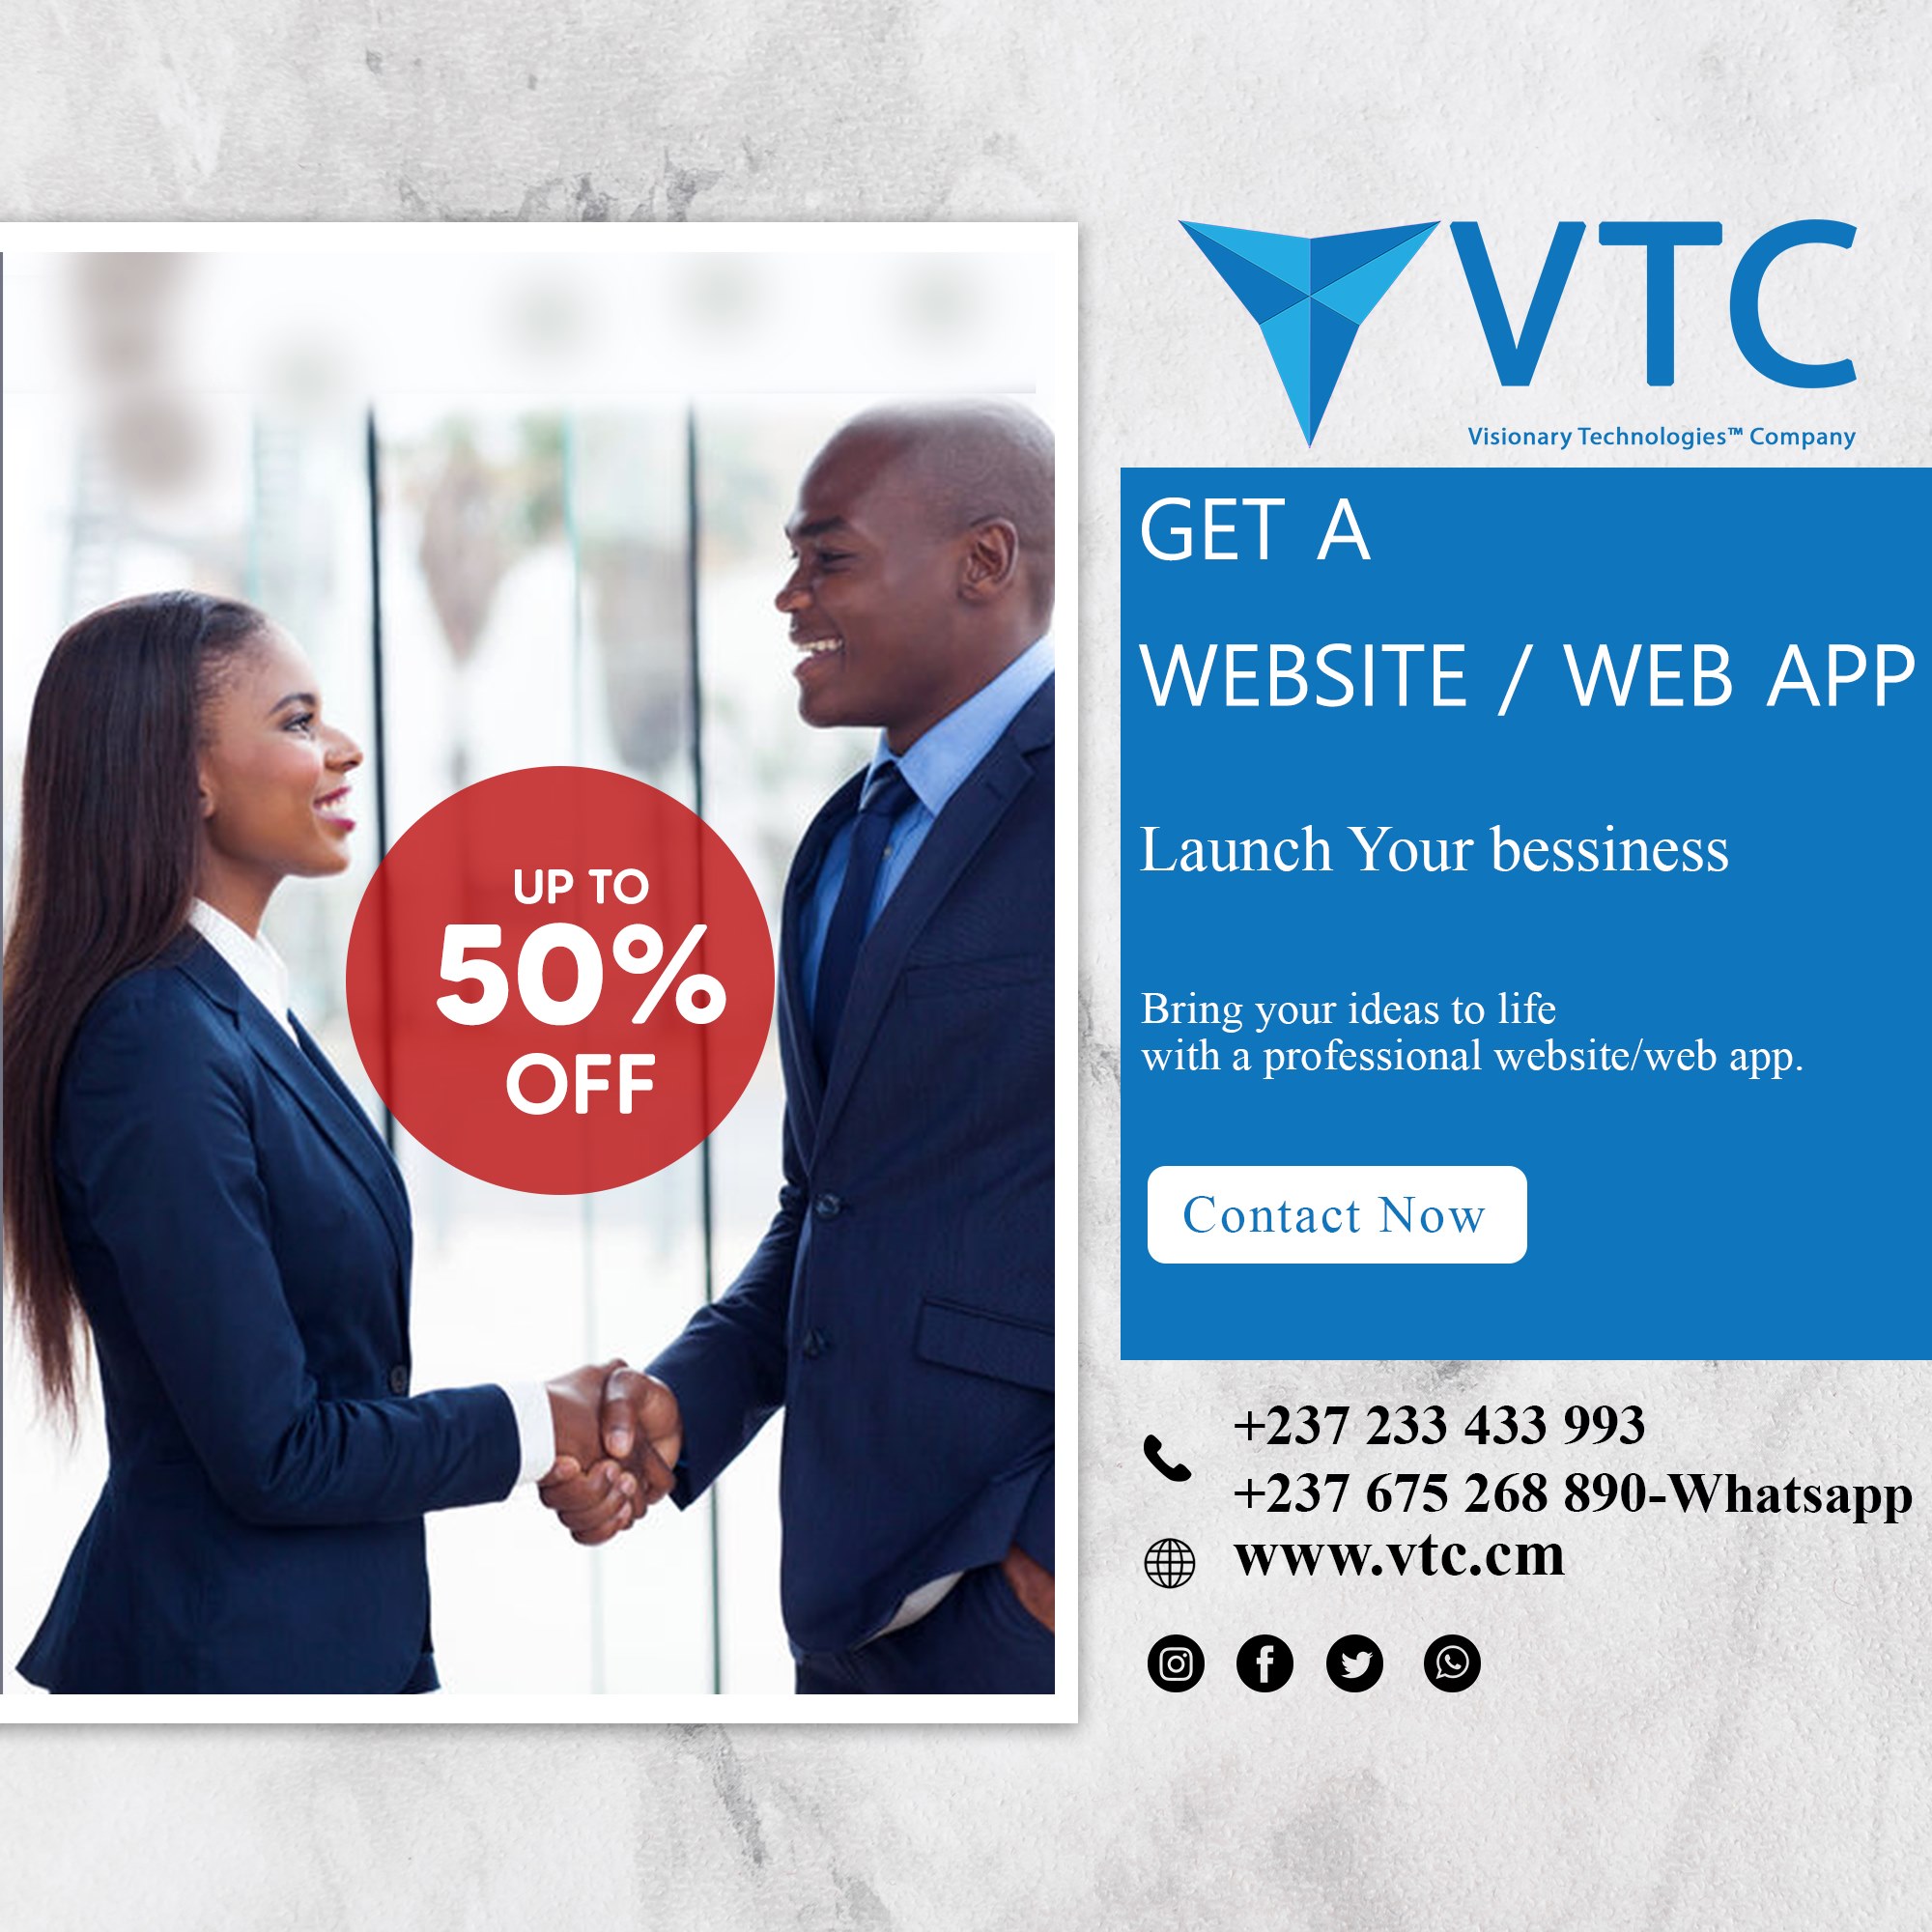 VTC
Visionary Technologies™ Company
GET A
WEBSITE / WEB APP
Launch Your bessiness
Bring your ideas to life
with a professional website/web app.
Contact Now
UP TO
50%
OFF
+237 233 433 993
+237 675 268 890-Whatsapp
www.vtc.cm